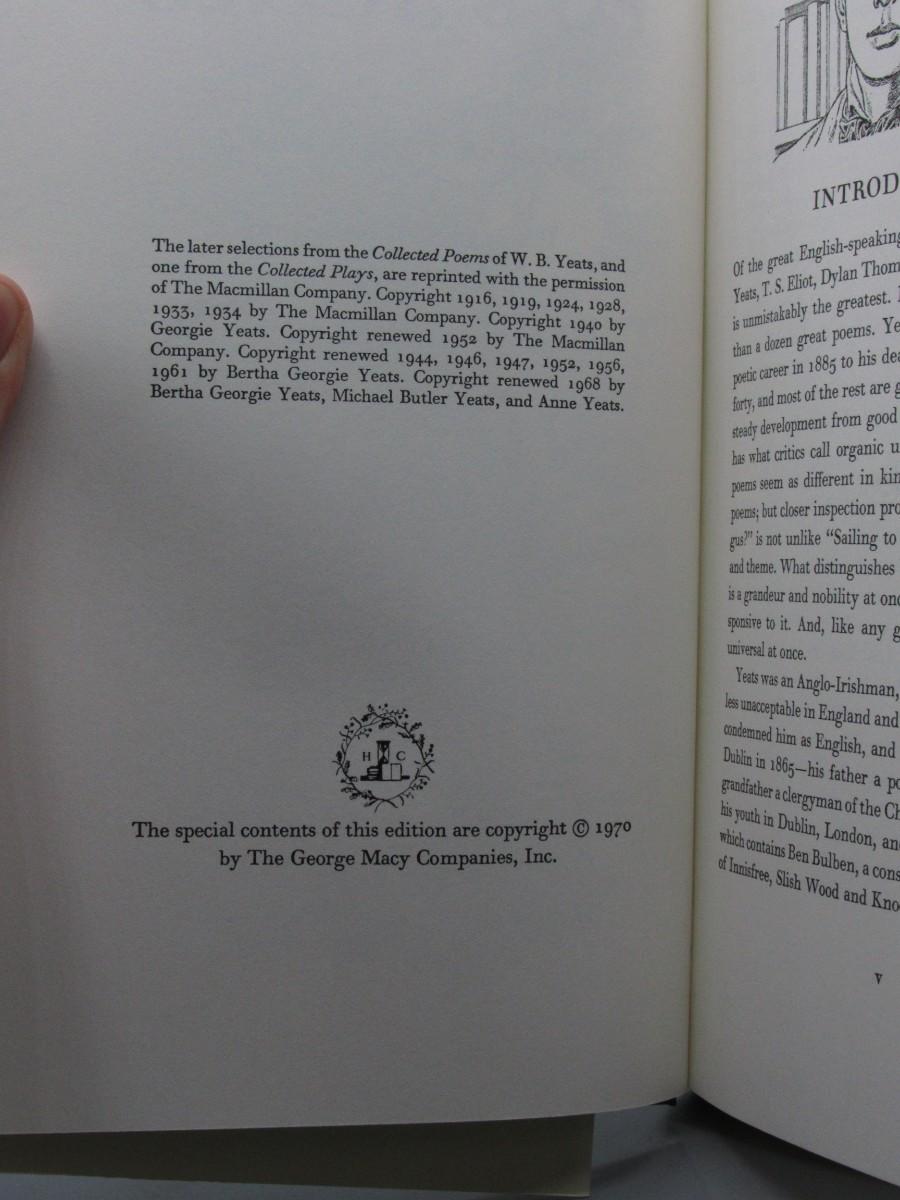 The later selections from the Collected Poems of W. B. Yeats, and
one from the Collected Plays, are reprinted with the permission
of The Macmillan Company. Copyright 1916, 1919, 1924, 1928,
1933, 1934 by The Macmillan Company. Copyright 1940 by
Georgie Yeats. Copyright renewed 1952 by The Macmillan
Company. Copyright renewed 1944, 1946, 1947, 1952, 1956,
1961 by Bertha Georgie Yeats. Copyright renewed 1968 by
Bertha Georgie Yeats, Michael Butler Yeats, and Anne Yeats.
H C
The special contents of this edition are copyright © 1970
by The George Macy Companies, Inc.
INTROD
Of the great English-speaking
Yeats, T. S. Eliot, Dylan Thom
is unmistakably the greatest.
than a dozen great poems. Ye
poetic career in 1885 to his dea
forty, and most of the rest are g
steady development from good
has what critics call organic u
poems seem as different in kin
poems; but closer inspection pro
gus?" is not unlike "Sailing to
and theme. What distinguishes
is a grandeur and nobility at onc
sponsive to it. And, like any g
universal at once.
Yeats was an Anglo-Irishman,
less unacceptable in England and
condemned him as English, and
Dublin in 1865—his father a po
grandfather a clergyman of the Ch
his youth in Dublin, London, an
which contains Ben Bulben, a cons
of Innisfree, Slish Wood and Kno
v